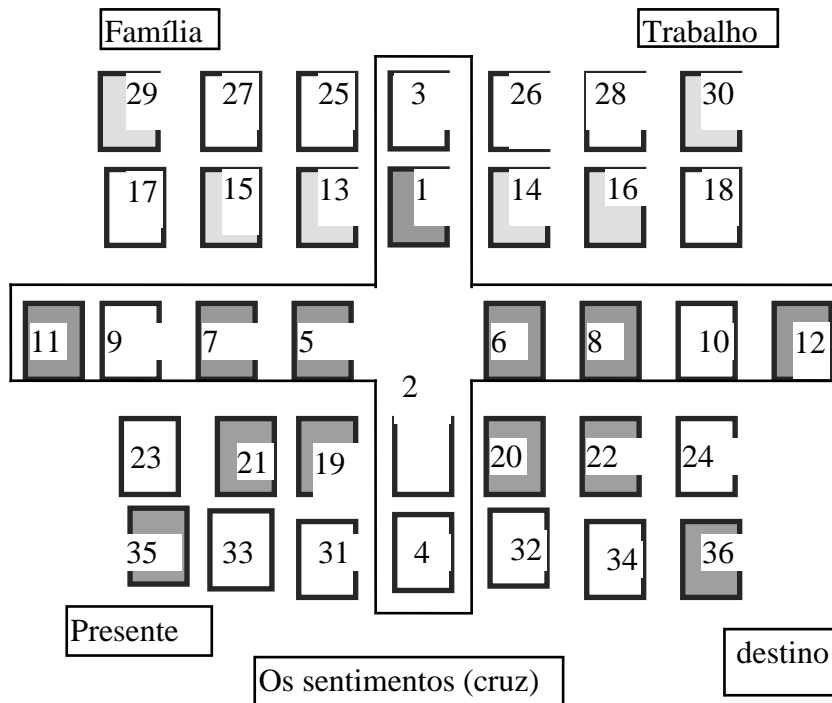 Família Trabalho
29 27 25 3 26 28 30
17 15 13 1 14 16 18
11 9 7 5 6 8 10 12
2
23 21 19 20 22 24
35 33 31 4 32 34 36
Presente
destino
Os sentimentos (cruz)